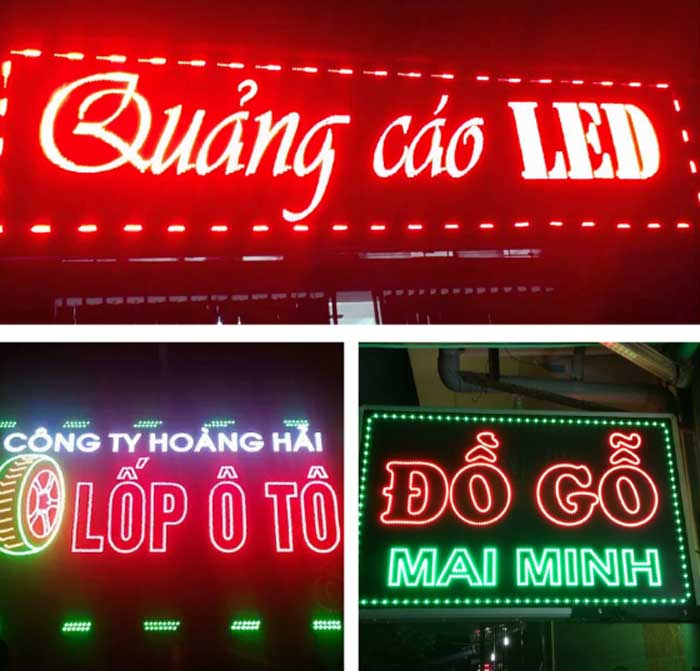 Quảng cáo LED
CÔNG TY HOÀNG HẢI
LỐP Ô TÔ
ĐỒ GỖ
MAI MINH